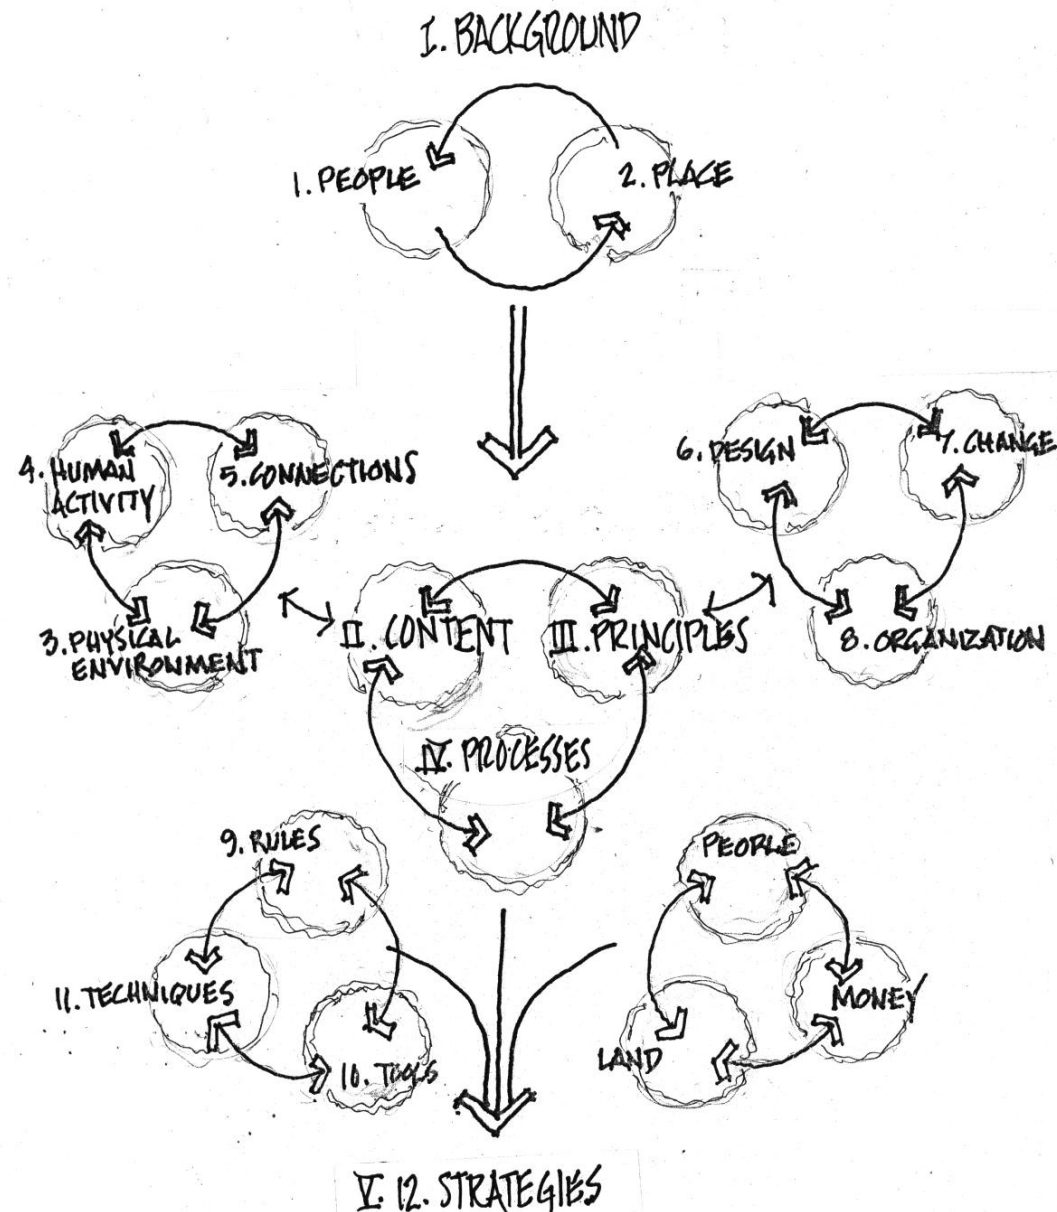 I. BACKGROUND
1. PEOPLE
2. PLACE
4. HUMAN
ACTIVITY
5. CONNECTIONS
3. PHYSICAL
ENVIRONMENT
6. DESIGN
7. CHANGE
8. ORGANIZATION
II. CONTENT
III. PRINCIPLES
IV. PROCESSES
9. RULES
11. TECHNIQUES
10. TOOLS
PEOPLE
MONEY
LAND
V. 12. STRATEGIES